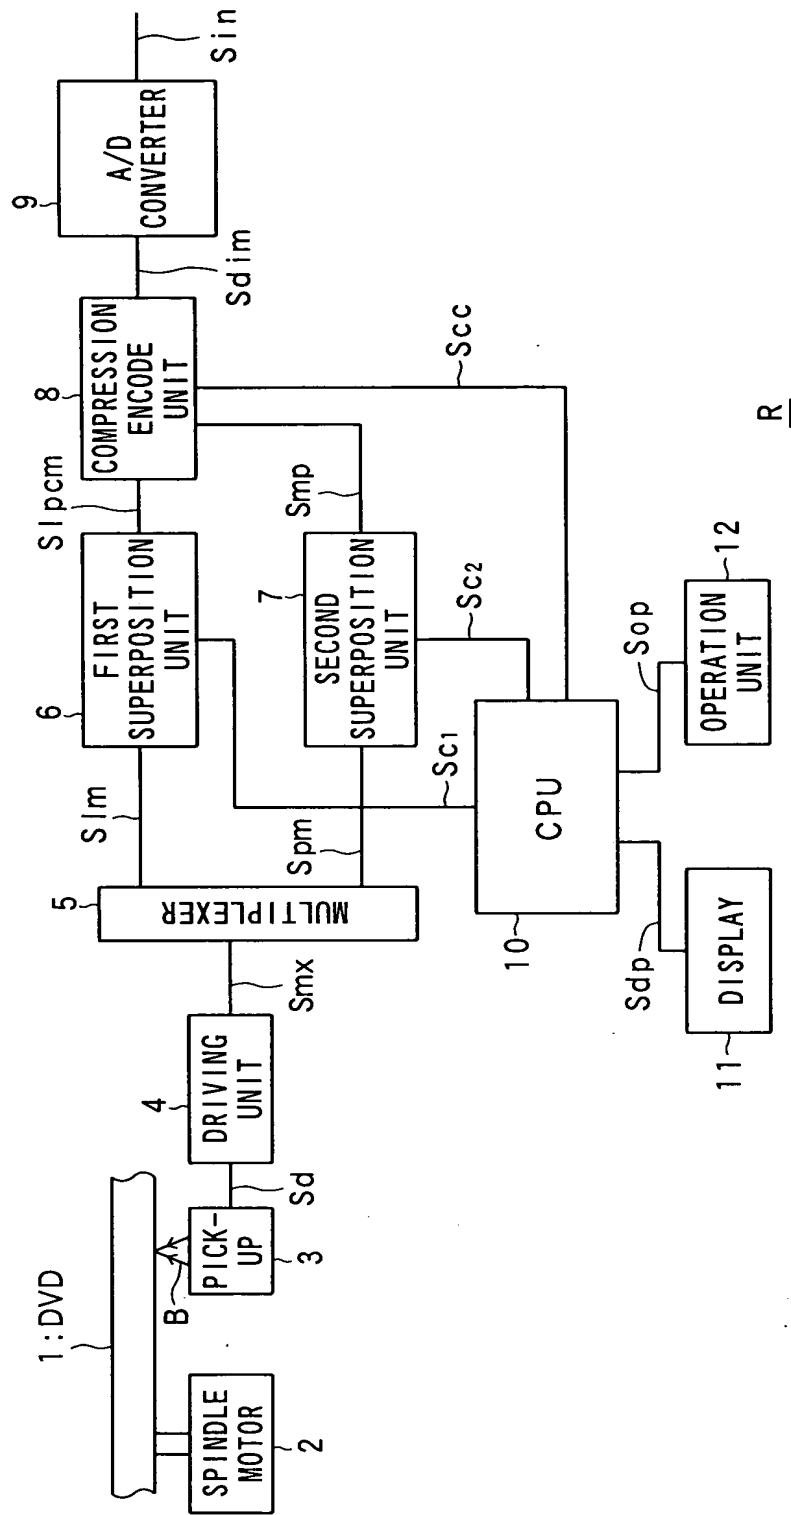 1:DVD
SPINDLE
MOTOR
2
B
PICK-
UP
3
Sd
4
DRIVING
UNIT
Smx
5
MULTIPLEXER
Slm
Spm
6
FIRST
SUPERPOSITION
UNIT
Slpcm
7
SECOND
SUPERPOSITION
UNIT
Smp
8
COMPRESSION
ENCODE
UNIT
Sdim
9
A/D
CONVERTER
Sin
Sc1
Sc2
Scc
10
CPU
Sdp
Sop
11
DISPLAY
12
OPERATION
UNIT
R